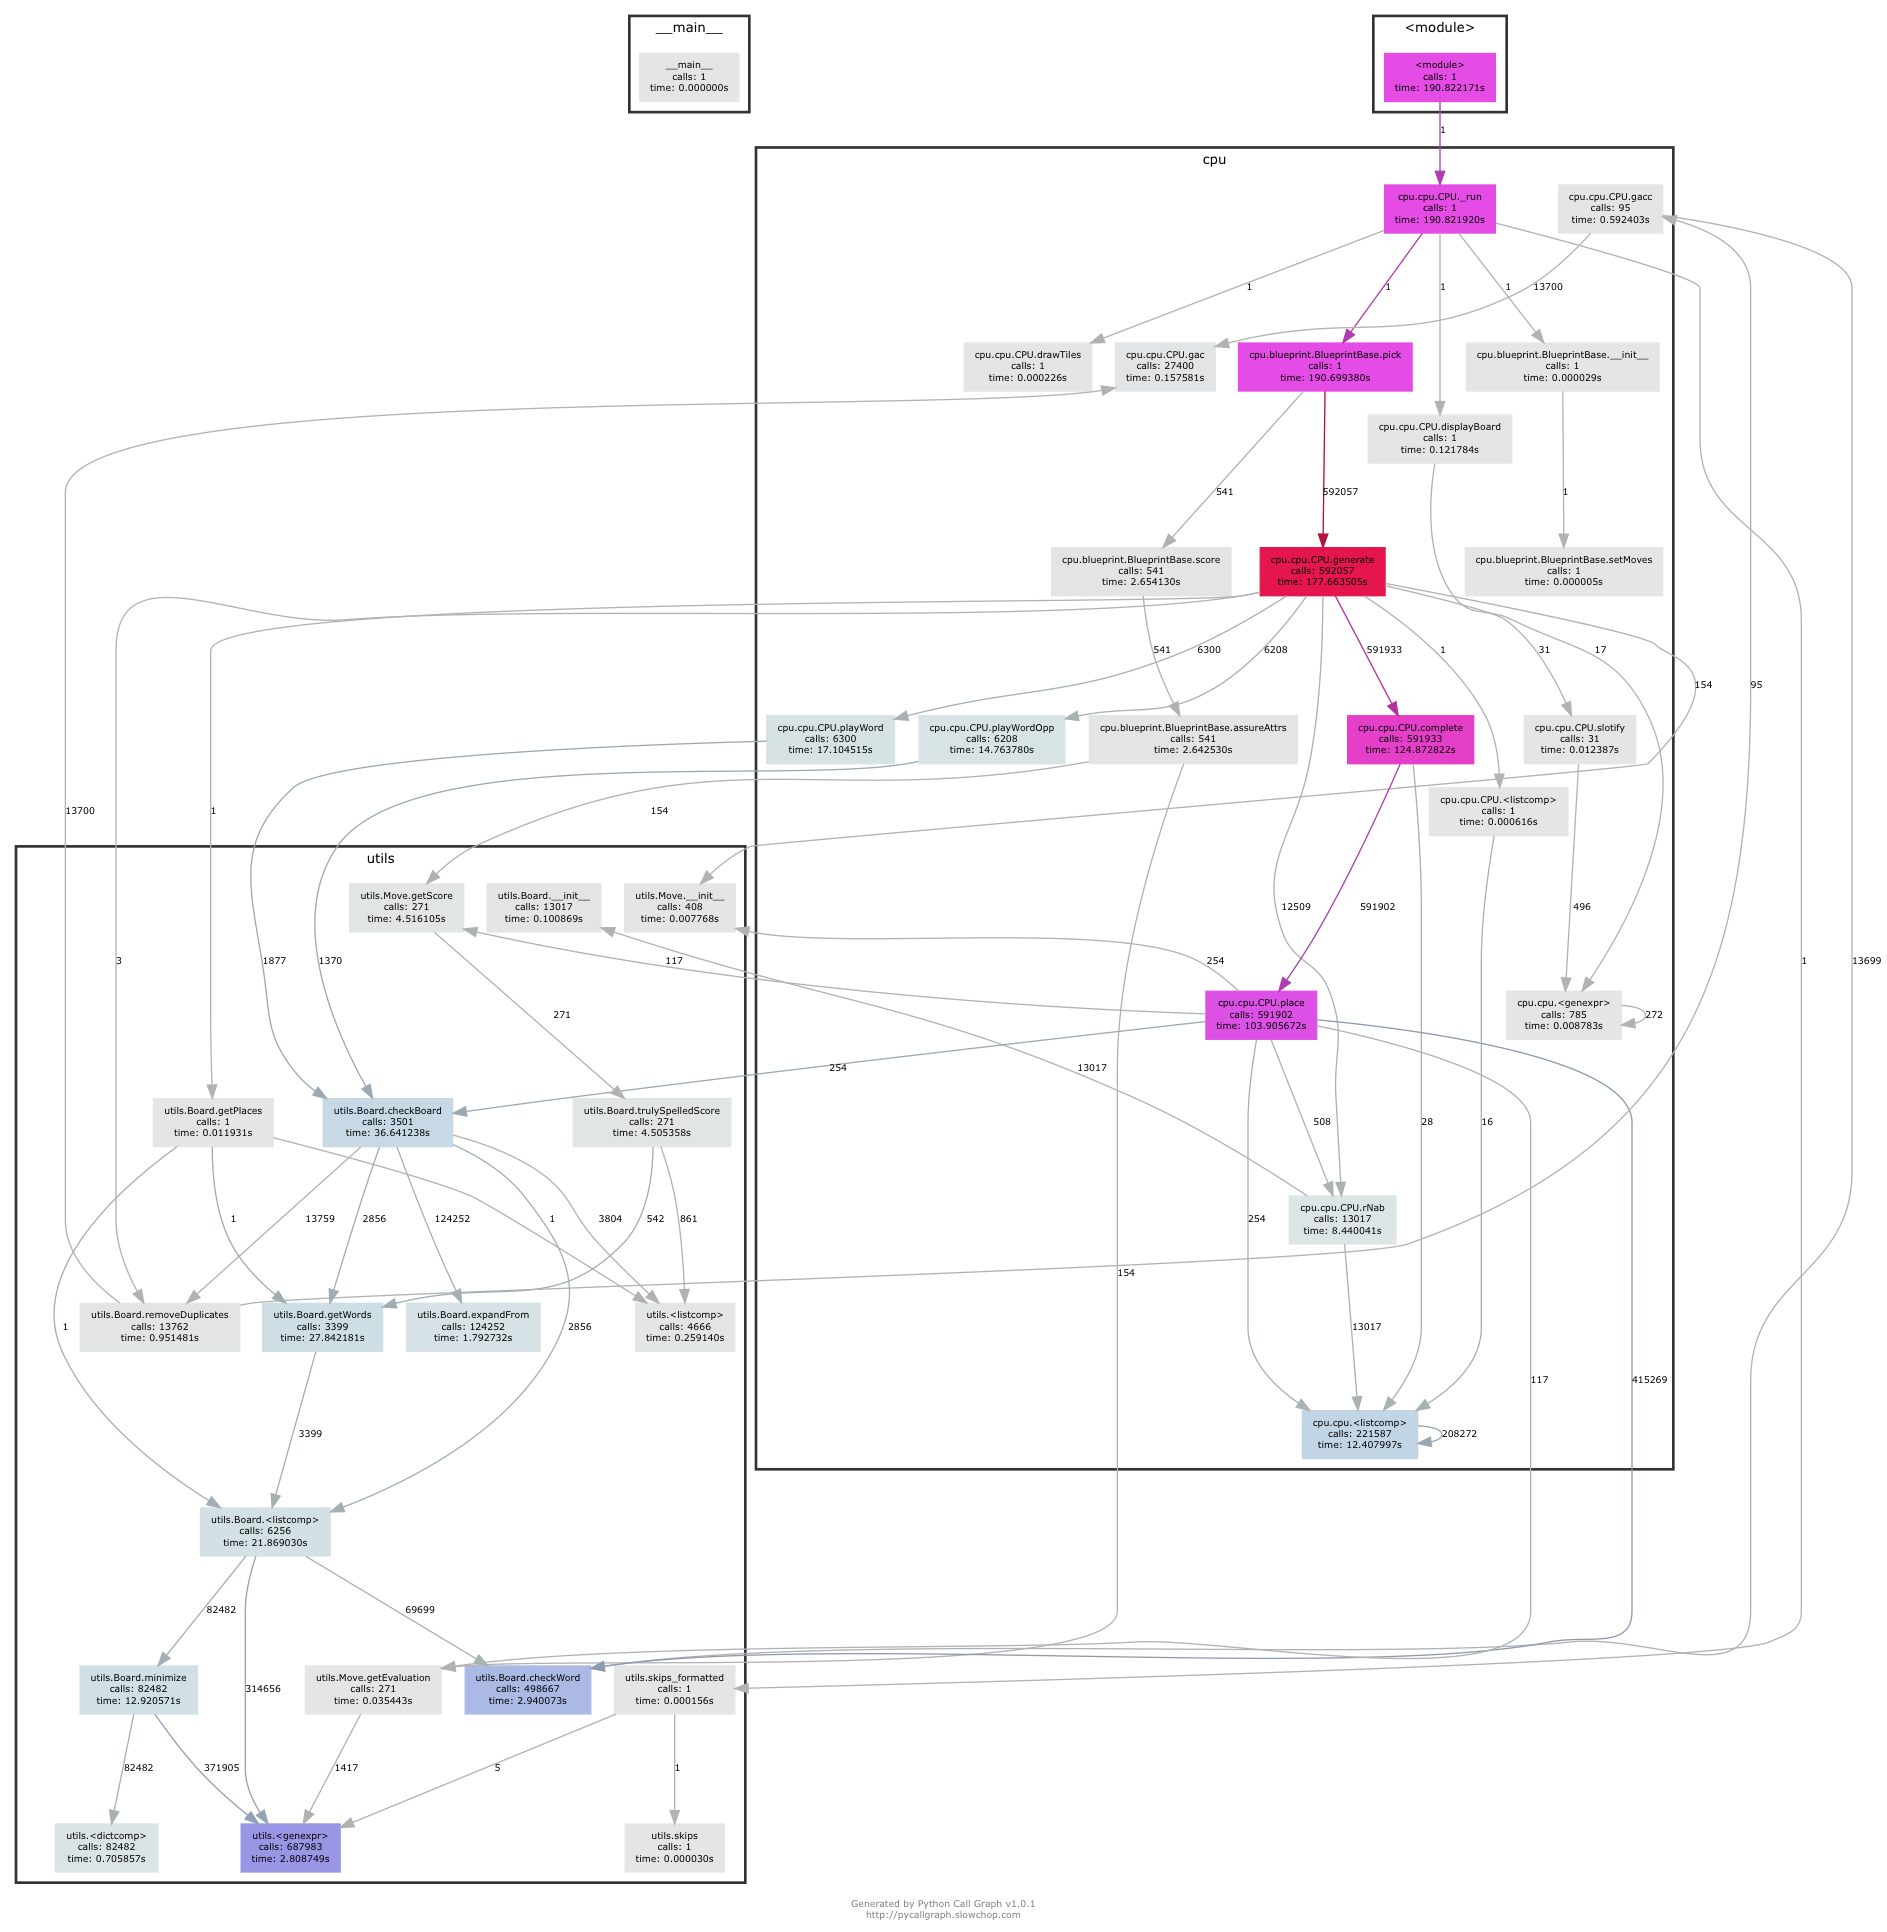 __main__
__main__
calls: 1
time: 0.000000s
<module>
<module>
calls: 1
time: 190.822171s
1
cpu
cpu.cpu.CPU._run
calls: 1
time: 190.821920s
cpu.cpu.CPU.gacc
calls: 95
time: 0.592403s
1
1
1
1
13700
cpu.cpu.CPU.drawTiles
calls: 1
time: 0.000226s
cpu.cpu.CPU.gac
calls: 27400
time: 0.157581s
cpu.blueprint.BlueprintBase.pick
calls: 1
time: 190.699380s
cpu.blueprint.BlueprintBase.__init__
calls: 1
time: 0.000029s
cpu.cpu.CPU.displayBoard
calls: 1
time: 0.121784s
541
592057
1
cpu.blueprint.BlueprintBase.score
calls: 541
time: 2.654130s
cpu.cpu.CPU.generate
calls: 592057
time: 177.663505s
cpu.blueprint.BlueprintBase.setMoves
calls: 1
time: 0.000005s
541
6300
6208
591933
1
31
17
154
95
cpu.cpu.CPU.playWord
calls: 6300
time: 17.104515s
cpu.cpu.CPU.playWordOpp
calls: 6208
time: 14.763780s
cpu.blueprint.BlueprintBase.assureAttrs
calls: 541
time: 2.642530s
cpu.cpu.CPU.complete
calls: 591933
time: 124.872822s
cpu.cpu.CPU.slotify
calls: 31
time: 0.012387s
cpu.cpu.CPU.<listcomp>
calls: 1
time: 0.000616s
13700
1
154
utils
utils.Move.getScore
calls: 271
time: 4.516105s
utils.Board.__init__
calls: 13017
time: 0.100869s
utils.Move.__init__
calls: 408
time: 0.007768s
12509
591902
496
3
1877
1370
117
254
1
13699
cpu.cpu.CPU.place
calls: 591902
time: 103.905672s
cpu.cpu.<genexpr>
calls: 785
time: 0.008783s
272
271
254
13017
utils.Board.getPlaces
calls: 1
time: 0.011931s
utils.Board.checkBoard
calls: 3501
time: 36.641238s
utils.Board.trulySpelledScore
calls: 271
time: 4.505358s
508
28
16
1
13759
2856
124252
1
3804
542
861
254
cpu.cpu.CPU.rNab
calls: 13017
time: 8.440041s
154
utils.Board.removeDuplicates
calls: 13762
time: 0.951481s
utils.Board.getWords
calls: 3399
time: 27.842181s
utils.Board.expandFrom
calls: 124252
time: 1.792732s
utils.<listcomp>
calls: 4666
time: 0.259140s
1
2856
13017
117
415269
3399
cpu.cpu.<listcomp>
calls: 221587
time: 12.407997s
208272
utils.Board.<listcomp>
calls: 6256
time: 21.869030s
82482
69699
utils.Board.minimize
calls: 82482
time: 12.920571s
314656
utils.Move.getEvaluation
calls: 271
time: 0.035443s
utils.Board.checkWord
calls: 498667
time: 2.940073s
utils.skips_formatted
calls: 1
time: 0.000156s
82482
371905
1417
5
1
utils.<dictcomp>
calls: 82482
time: 0.705857s
utils.<genexpr>
calls: 687983
time: 2.808749s
utils.skips
calls: 1
time: 0.000030s
Generated by Python Call Graph v1.0.1
http://pycallgraph.slowchop.com